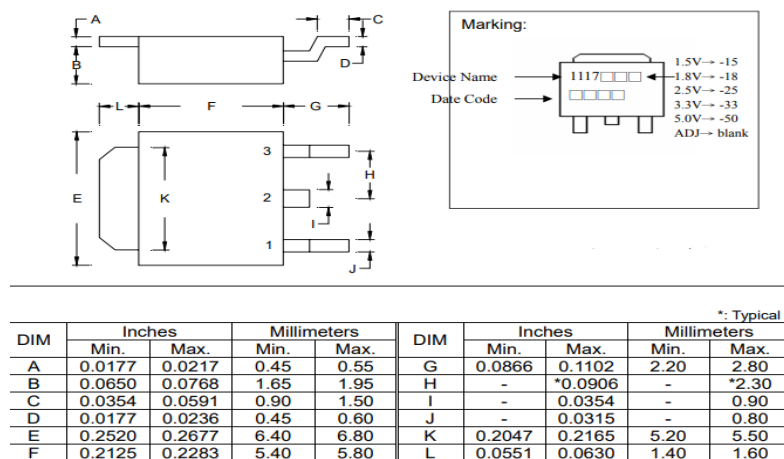 A
C
B
D
L
F
G
3
H
E
K
2
I
1
J
Marking:
Device Name
1117□□□
Date Code
□□□□
1.5V→ -15
1.8V→ -18
2.5V→ -25
3.3V→ -33
5.0V→ -50
ADJ→ blank
*: Typical
DIM Inches Millimeters DIM Inches Millimeters
Min. Max. Min. Max. Min. Max. Min. Max.
A 0.0177 0.0217 0.45 0.55 G 0.0866 0.1102 2.20 2.80
B 0.0650 0.0768 1.65 1.95 H - *0.0906 - *2.30
C 0.0354 0.0591 0.90 1.50 I - 0.0354 - 0.90
D 0.0177 0.0236 0.45 0.60 J - 0.0315 - 0.80
E 0.2520 0.2677 6.40 6.80 K 0.2047 0.2165 5.20 5.50
F 0.2125 0.2283 5.40 5.80 L 0.0551 0.0630 1.40 1.60